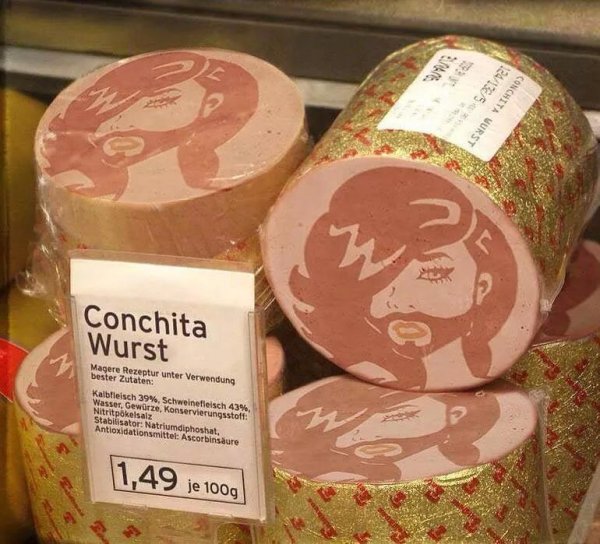 CONCHITA WURST
Conchita
Wurst
Magere Rezeptur unter Verwendung
bester Zutaten:
Kalbfleisch 39%, Schweinefleisch 43%,
Wasser, Gewürze, Konservierungsstoff:
Nitritpökelsalz
Stabilisator: Natriumdiphoshat,
Antioxidationsmittel: Ascorbinsäure
1,49 je 100g